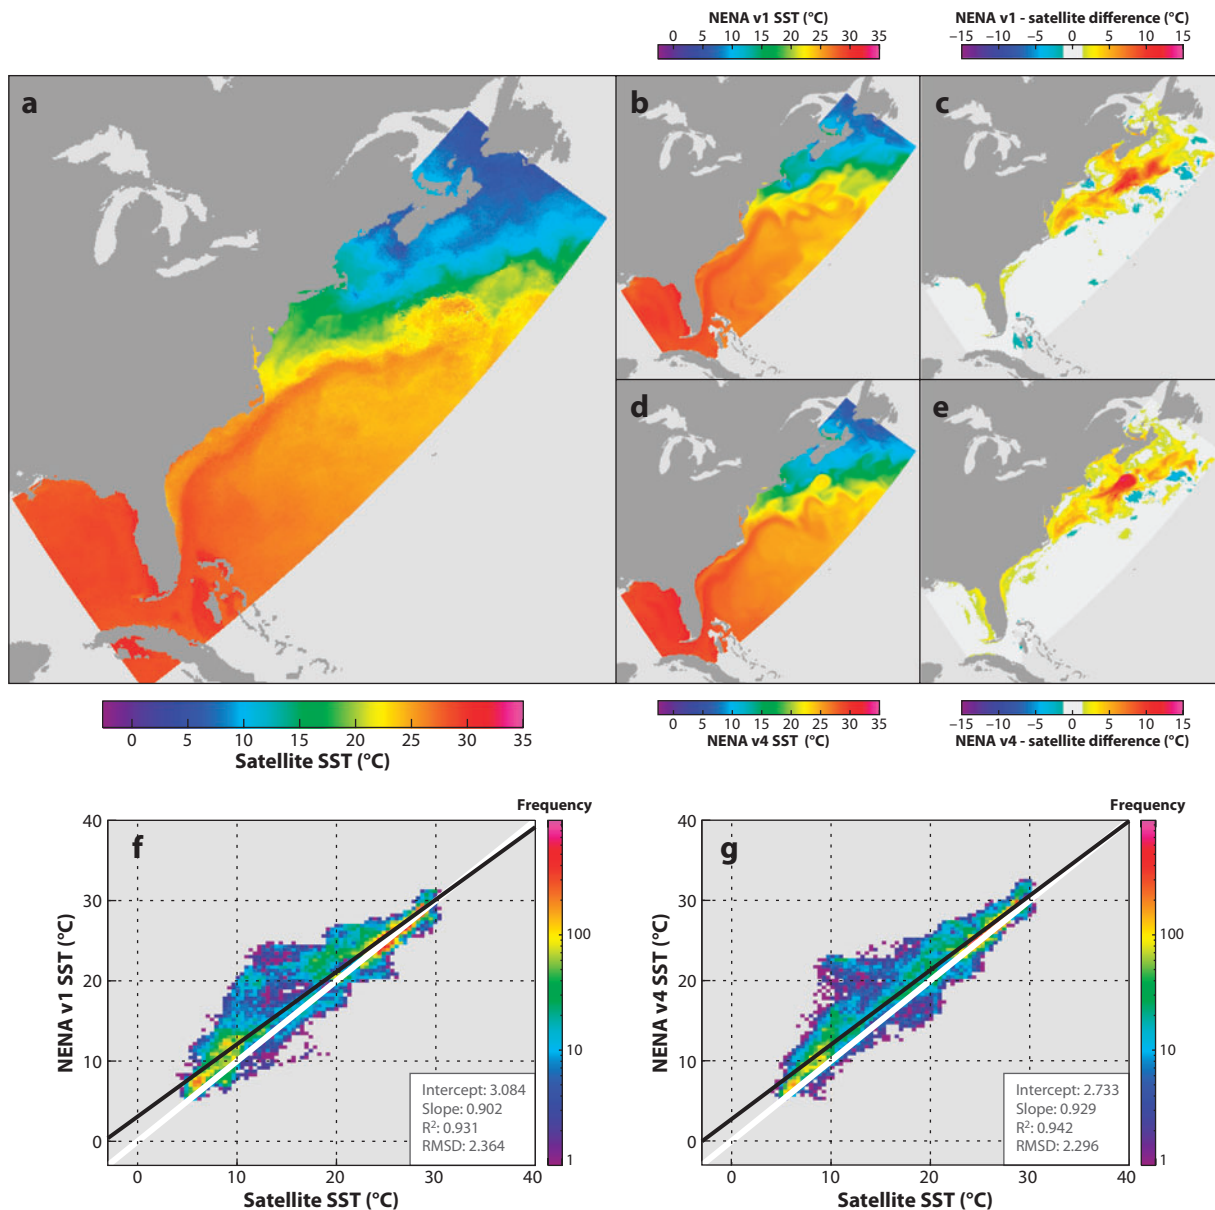 NENA v1 SST (°C)
0 5 10 15 20 25 30 35
NENA v1 - satellite difference (°C)
−15 −10 −5 0 5 10 15
a
b
c
d
e
0 5 10 15 20 25 30 35
Satellite SST (°C)
0 5 10 15 20 25 30 35
NENA v4 SST (°C)
−15 −10 −5 0 5 10 15
NENA v4 - satellite difference (°C)
f
Frequency
100
10
1
40
30
20
10
0
NENA v1 SST (°C)
Intercept: 3.084
Slope: 0.902
R²: 0.931
RMSD: 2.364
0 10 20 30 40
Satellite SST (°C)
g
Frequency
100
10
1
40
30
20
10
0
NENA v4 SST (°C)
Intercept: 2.733
Slope: 0.929
R²: 0.942
RMSD: 2.296
0 10 20 30 40
Satellite SST (°C)